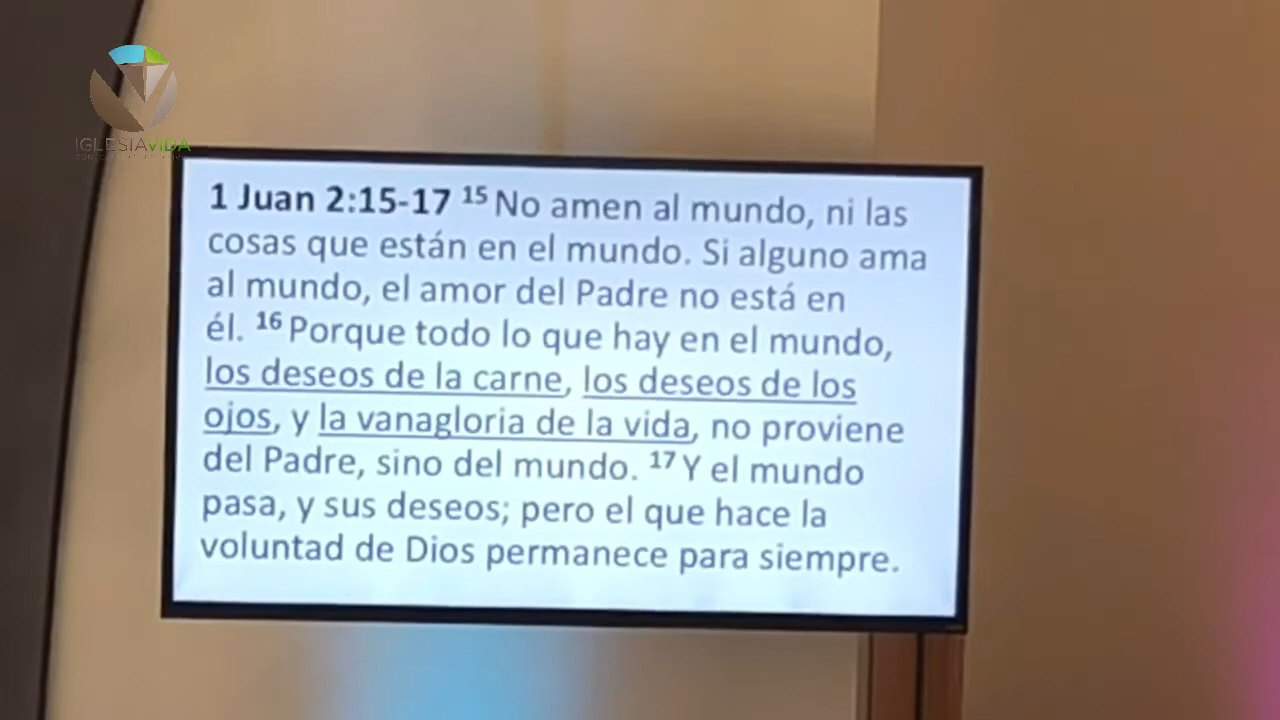 IGLESIAVIDA
1 Juan 2:15-17 15 No amen al mundo, ni las
cosas que están en el mundo. Si alguno ama
al mundo, el amor del Padre no está en
él. 16 Porque todo lo que hay en el mundo,
los deseos de la carne, los deseos de los
ojos, y la vanagloria de la vida, no proviene
del Padre, sino del mundo. 17 Y el mundo
pasa, y sus deseos; pero el que hace la
voluntad de Dios permanece para siempre.